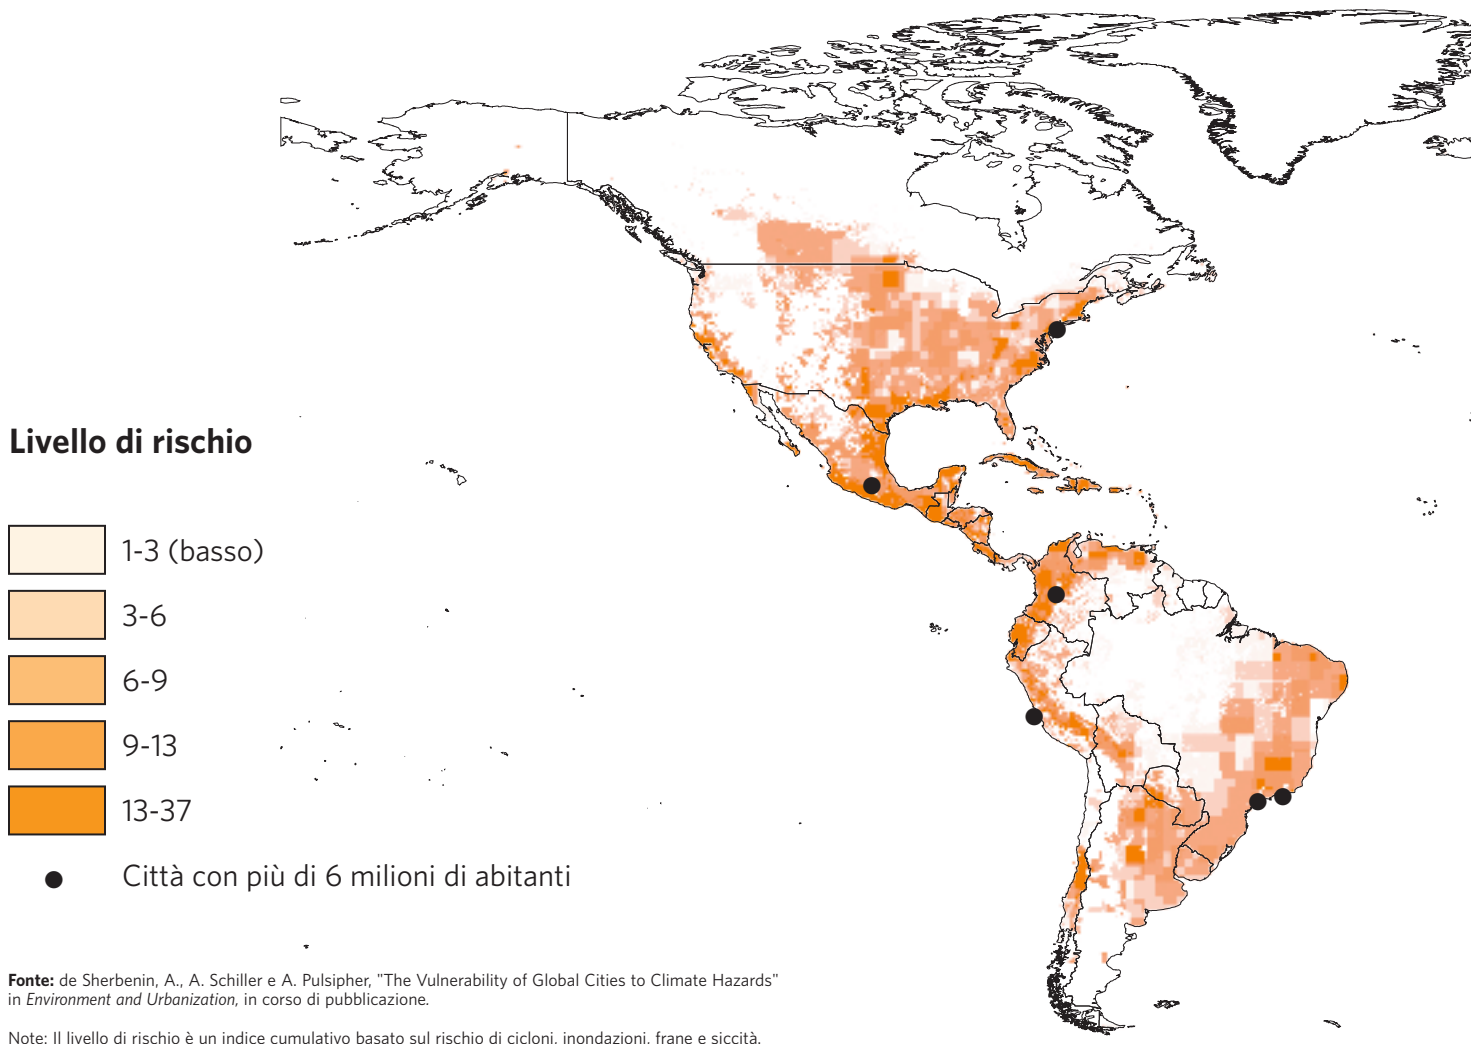 Livello di rischio
1-3 (basso)
3-6
6-9
9-13
13-37
Città con più di 6 milioni di abitanti
Fonte: de Sherbenin, A., A. Schiller e A. Pulsipher, "The Vulnerability of Global Cities to Climate Hazards"
in Environment and Urbanization, in corso di pubblicazione.
Note: Il livello di rischio è un indice cumulativo basato sul rischio di cicloni, inondazioni, frane e siccità.